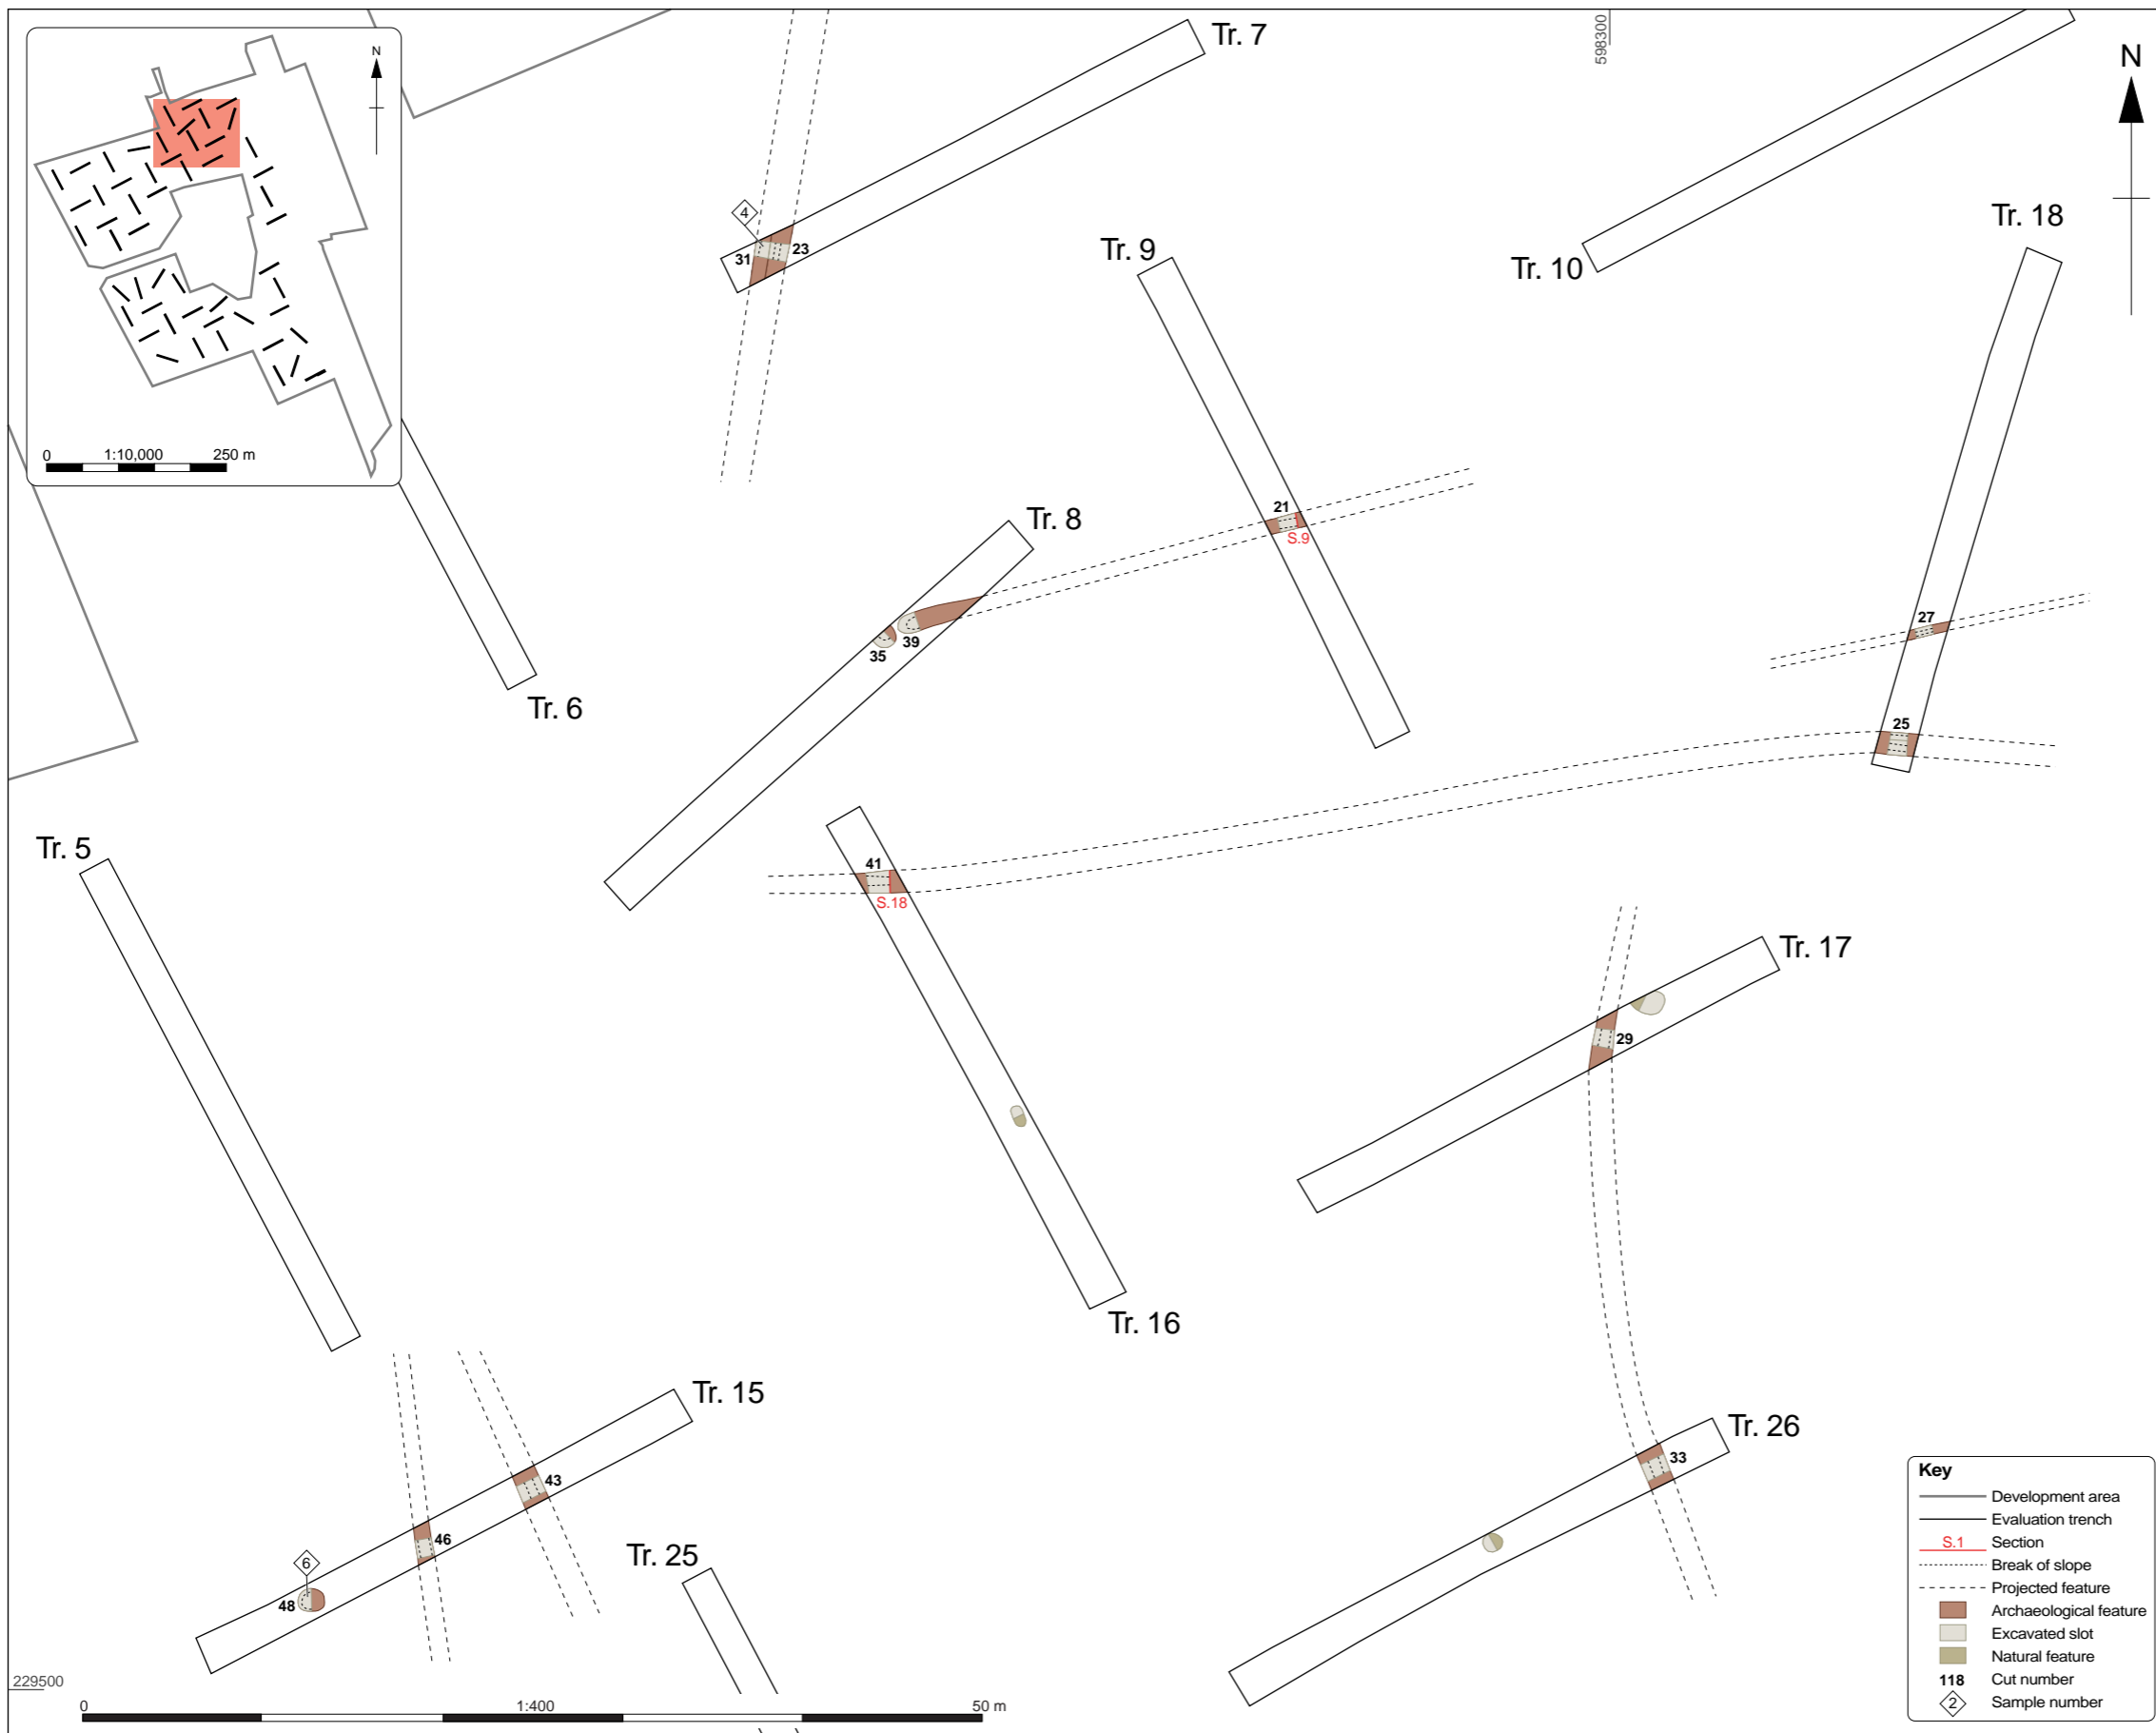 N
0 1:10,000 250 m
598300
N
Tr. 7
4
31
23
Tr. 9
Tr. 10
Tr. 18
21
S.9
Tr. 8
35
39
27
Tr. 6
25
Tr. 5
41
S.18
Tr. 17
29
Tr. 16
Tr. 15
43
46
6
48
Tr. 25
Tr. 26
33
229500
0 1:400 50 m
Key
Development area
Evaluation trench
S.1 Section
Break of slope
Projected feature
Archaeological feature
Excavated slot
Natural feature
118 Cut number
2 Sample number